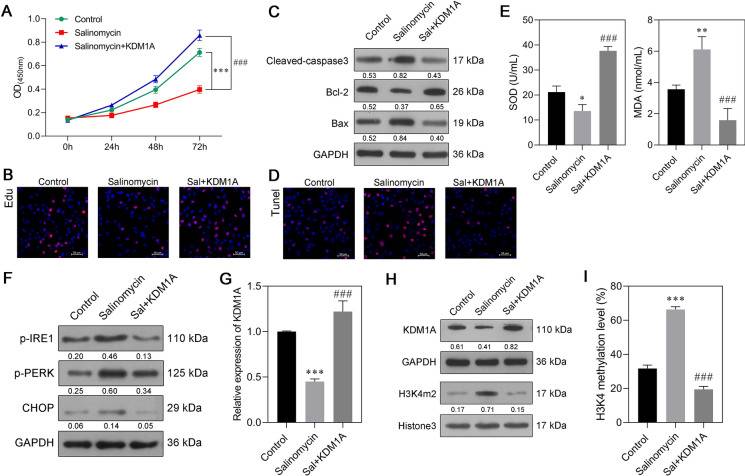 A
Control
Salinomycin
Salinomycin+KDM1A
OD(450nm)
1.0
0.8
0.6
0.4
0.2
0.0
0h
24h
48h
72h
***
###
B
Control
Salinomycin
Sal+KDM1A
Edu
C
Control
Salinomycin
Sal+KDM1A
Cleaved-caspase3
17 kDa
0.53 0.82 0.43
Bcl-2
26 kDa
0.52 0.37 0.65
Bax
19 kDa
0.52 0.84 0.40
GAPDH
36 kDa
D
Control
Salinomycin
Sal+KDM1A
Tunel
E
SOD (U/mL)
50
40
30
20
10
0
*
###
Control
Salinomycin
Sal+KDM1A
MDA (nmol/mL)
8
6
4
2
0
**
###
Control
Salinomycin
Sal+KDM1A
F
Control
Salinomycin
Sal+KDM1A
p-IRE1
110 kDa
0.20 0.46 0.13
p-PERK
125 kDa
0.25 0.60 0.34
CHOP
29 kDa
0.06 0.14 0.05
GAPDH
36 kDa
G
Relative expression of KDM1A
1.5
1.0
0.5
0.0
***
###
Control
Salinomycin
Sal+KDM1A
H
Control
Salinomycin
Sal+KDM1A
KDM1A
110 kDa
0.61 0.41 0.82
GAPDH
36 kDa
H3K4m2
17 kDa
0.17 0.71 0.15
Histone3
17 kDa
I
H3K4 methylation level (%)
80
60
40
20
0
***
###
Control
Salinomycin
Sal+KDM1A